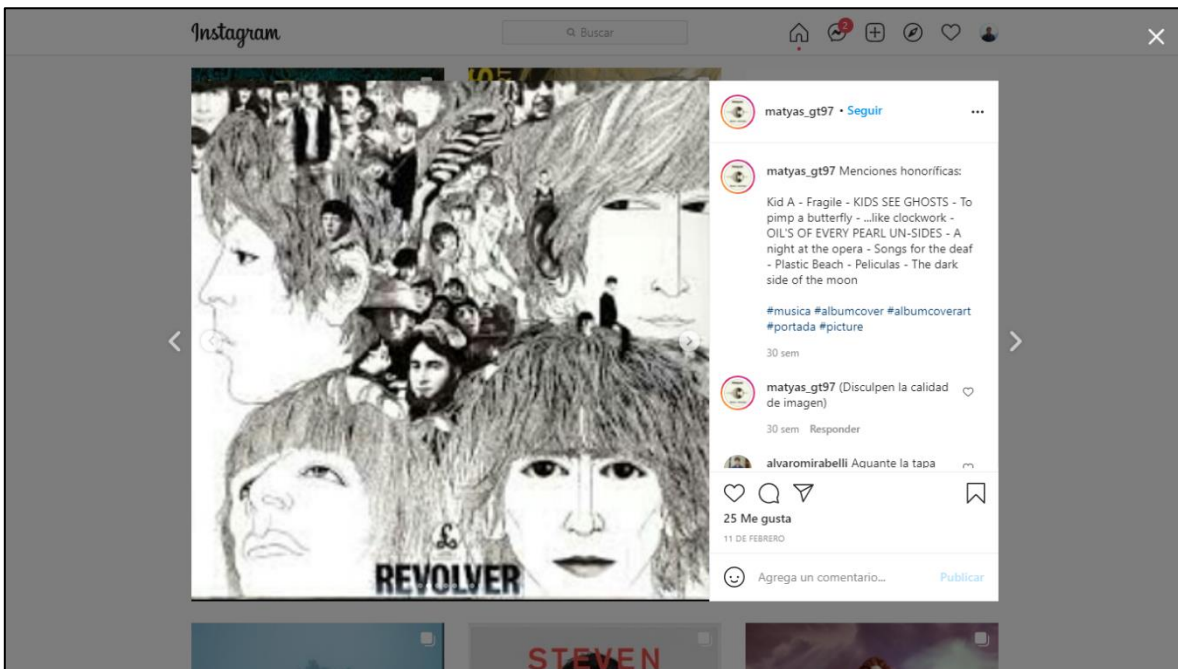 Instagram
Buscar
2
matyas_gt97 • Seguir
matyas_gt97 Menciones honoríficas:
Kid A - Fragile - KIDS SEE GHOSTS - To
pimp a butterfly - ...like clockwork -
OIL'S OF EVERY PEARL UN-SIDES - A
night at the opera - Songs for the deaf
- Plastic Beach - Peliculas - The dark
side of the moon
#musica #albumcover #albumcoverart
#portada #picture
30 sem
matyas_gt97 (Disculpen la calidad
de imagen)
30 sem Responder
alvaromirabelli Aguante la tapa
25 Me gusta
11 DE FEBRERO
Agrega un comentario... Publicar
REVOLVER
STEVEN